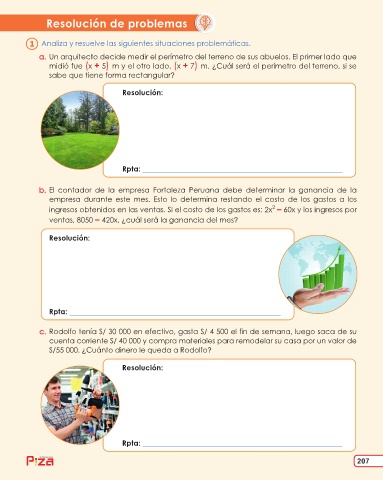 Resolución de problemas
1 Analiza y resuelve las siguientes situaciones problemáticas.
a. Un arquitecto decide medir el perímetro del terreno de sus abuelos. El primer lado que
midió fue (x + 5) m y el otro lado, (x + 7) m. ¿Cuál será el perímetro del terreno, si se
sabe que tiene forma rectangular?
Resolución:
Rpta:
b. El contador de la empresa Fortaleza Peruana debe determinar la ganancia de la
empresa durante este mes. Esto lo determina restando el costo de los gastos a los
ingresos obtenidos en las ventas. Si el costo de los gastos es: 2x² = 60x y los ingresos por
ventas, 8050 = 420x, ¿cuál será la ganancia del mes?
Resolución:
Rpta:
c. Rodolfo tenía S/ 30 000 en efectivo, gasta S/ 4 500 el fin de semana, luego saca de su
cuenta corriente S/ 40 000 y compra materiales para remodelar su casa por un valor de
S/55 000. ¿Cuánto dinero le queda a Rodolfo?
Resolución:
Rpta:
Piza
207